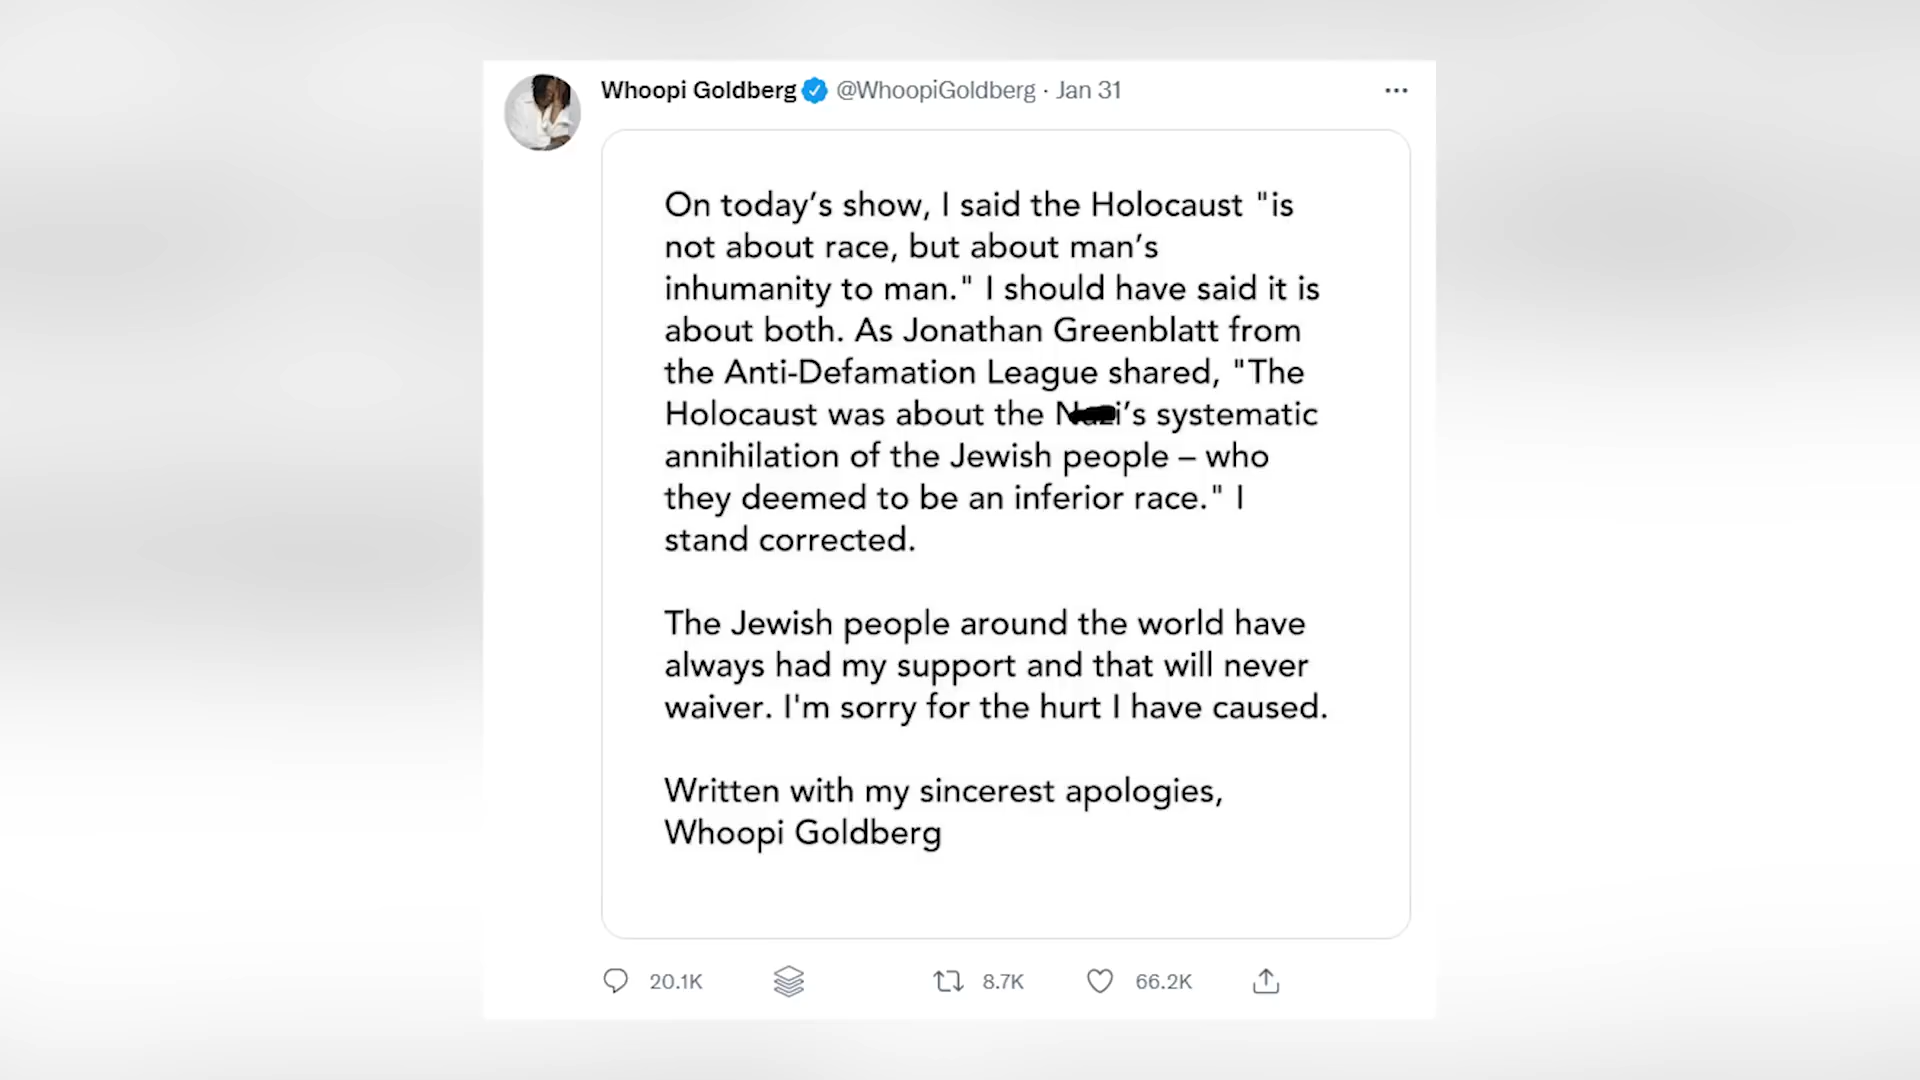 Whoopi Goldberg @WhoopiGoldberg · Jan 31
On today’s show, I said the Holocaust "is
not about race, but about man’s
inhumanity to man." I should have said it is
about both. As Jonathan Greenblatt from
the Anti-Defamation League shared, "The
Holocaust was about the Nazi’s systematic
annihilation of the Jewish people – who
they deemed to be an inferior race." I
stand corrected.
The Jewish people around the world have
always had my support and that will never
waiver. I'm sorry for the hurt I have caused.
Written with my sincerest apologies,
Whoopi Goldberg
20.1K 8.7K 66.2K